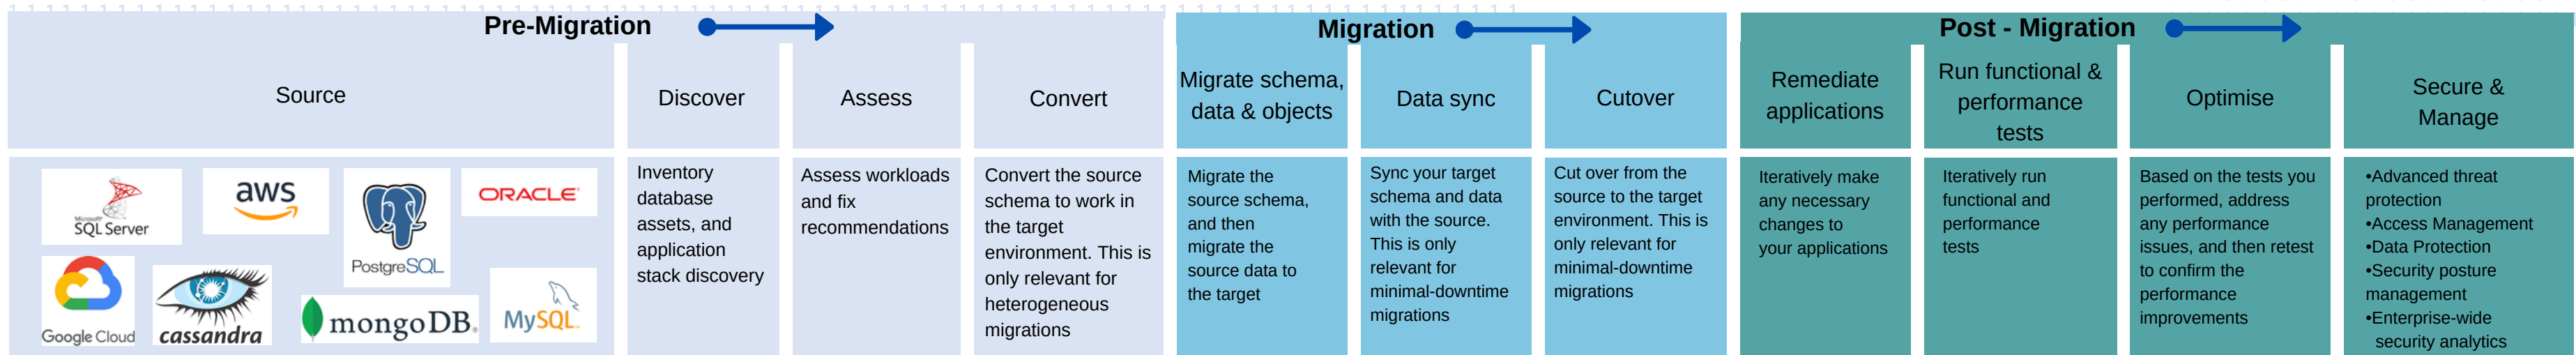 Pre-Migration
Source
Discover
Assess
Convert
Microsoft
SQL Server
aws
PostgreSQL
ORACLE
Google Cloud
cassandra
mongoDB
MySQL
Inventory
database
assets, and
application
stack discovery
Assess workloads
and fix
recommendations
Convert the source
schema to work in
the target
environment. This is
only relevant for
heterogeneous
migrations
Migration
Migrate schema,
data & objects
Data sync
Cutover
Migrate the
source schema,
and then
migrate the
source data to
the target
Sync your target
schema and data
with the source.
This is only
relevant for
minimal-downtime
migrations
Cut over from the
source to the target
environment. This is
only relevant for
minimal-downtime
migrations
Post - Migration
Remediate
applications
Run functional &
performance
tests
Optimise
Secure &
Manage
Iteratively make
any necessary
changes to
your applications
Iteratively run
functional and
performance
tests
Based on the tests you
performed, address
any performance
issues, and then retest
to confirm the
performance
improvements
•Advanced threat
protection
•Access Management
•Data Protection
•Security posture
management
•Enterprise-wide
security analytics